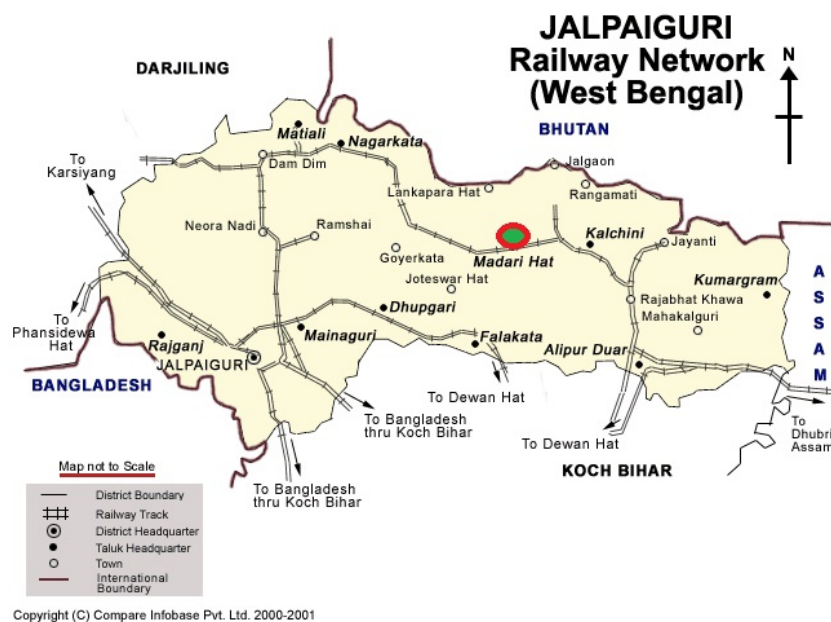 JALPAIGURI
Railway Network
(West Bengal)
N
DARJILING
BHUTAN
Matiali
Nagarkata
To
Karsiyang
Dam Dim
Jalgaon
Lankapara Hat
Rangamati
Neora Nadi
Ramshai
Goyerkata
Madari Hat
Kalchini
Jayanti
Joteswar Hat
Kumargram
ASSAM
Rajabhat Khawa
Mahakalguri
To
Phansidewa
Hat
Dhupgari
Rajganj
Mainaguri
Falakata
Alipur Duar
JALPAIGURI
BANGLADESH
To Dewan Hat
To Bangladesh
thru Koch Bihar
To Dewan Hat
To
Dhubri
Assam
KOCH BIHAR
To Bangladesh
thru Koch Bihar
Map not to Scale
District Boundary
Railway Track
District Headquarter
Taluk Headquarter
Town
International
Boundary
Copyright (C) Compare Infobase Pvt. Ltd. 2000-2001